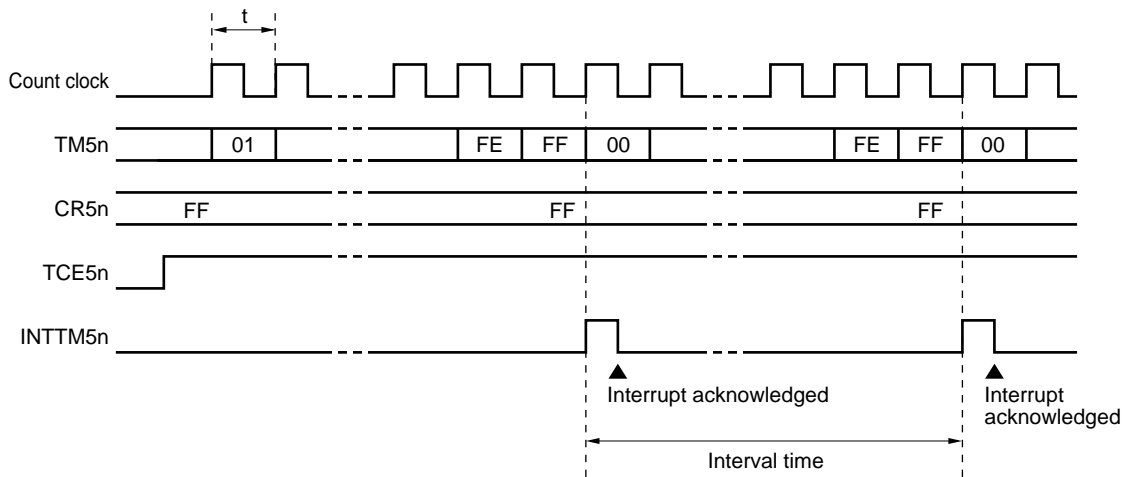 t
Count clock
TM5n 01 FE FF 00 FE FF 00
CR5n FF FF FF
TCE5n
INTTM5n
Interrupt acknowledged
Interrupt
acknowledged
Interval time